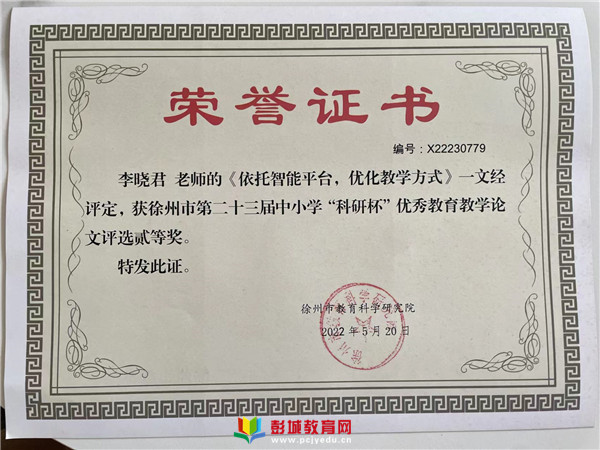 荣誉证书
编号：X22230779
李晓君 老师的《依托智能平台，优化教学方式》一文经
评定，获徐州市第二十三届中小学“科研杯”优秀教育教学论
文评选贰等奖。
特发此证。
徐州市教育科学研究院
2022 年 5 月 20 日
彭城教育网
www.pcjyedu.cn